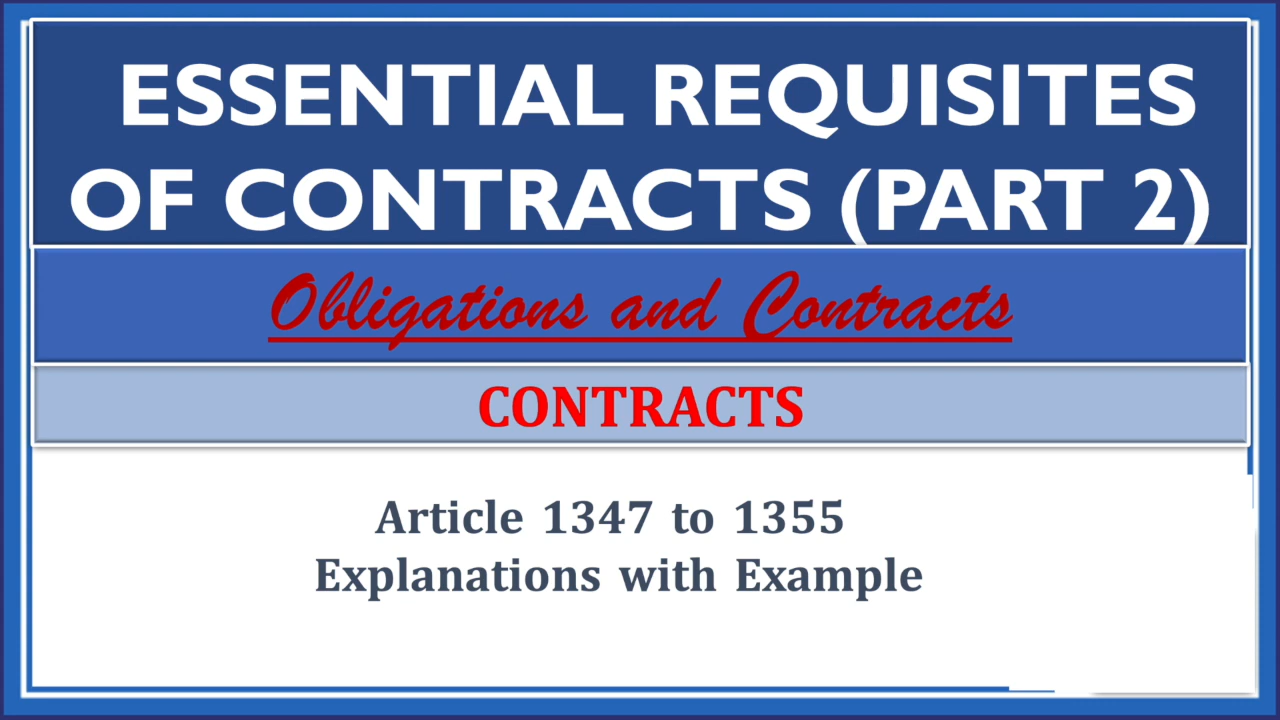 ESSENTIAL REQUISITES
OF CONTRACTS (PART 2)
Obligations and Contracts
CONTRACTS
Article 1347 to 1355
Explanations with Example